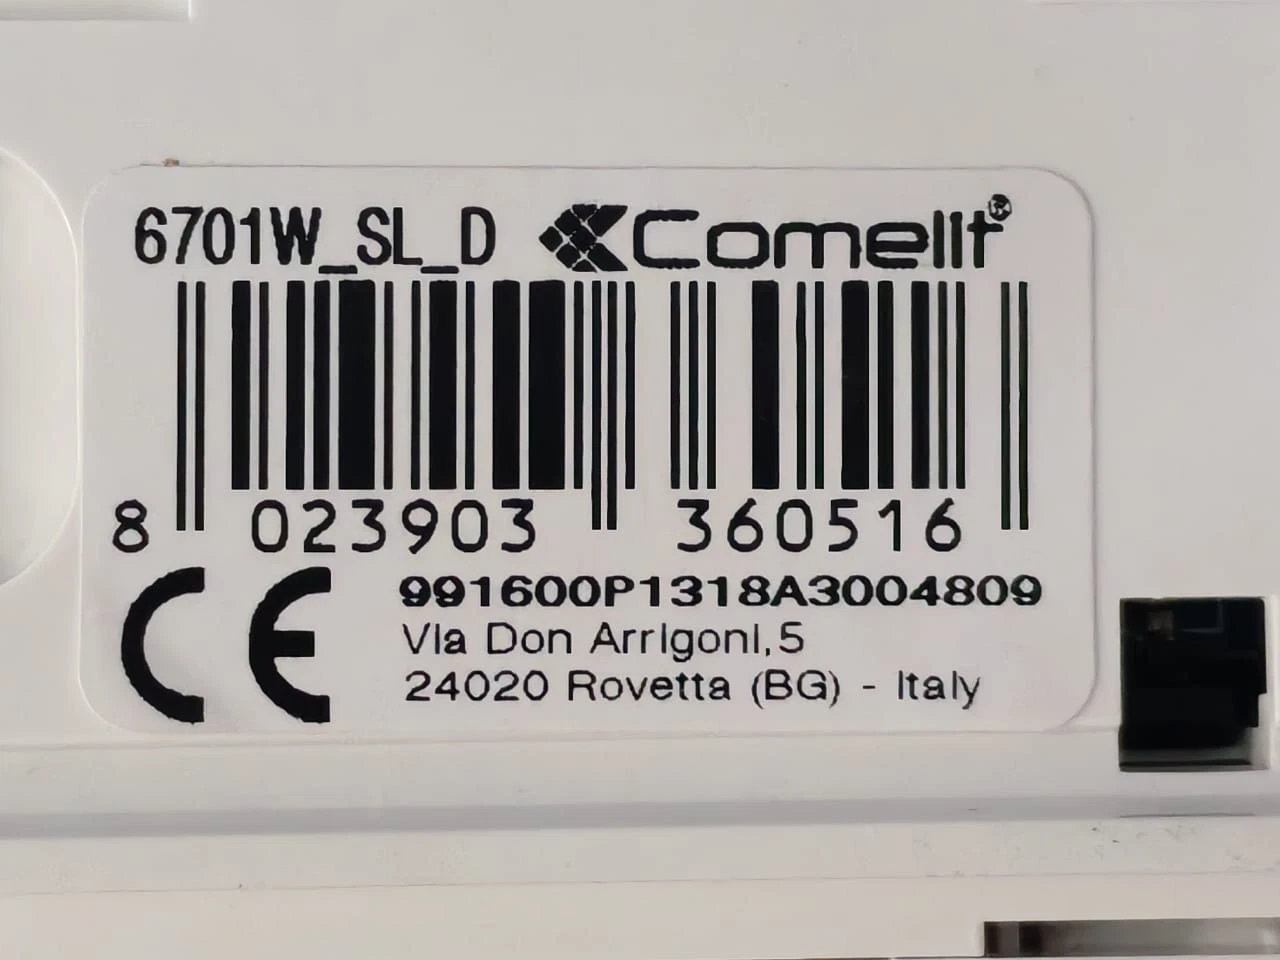 6701W_SL_D Comelit®
8 023903 360516
CE 991600P1318A3004809
Via Don Arrigoni,5
24020 Rovetta (BG) - Italy